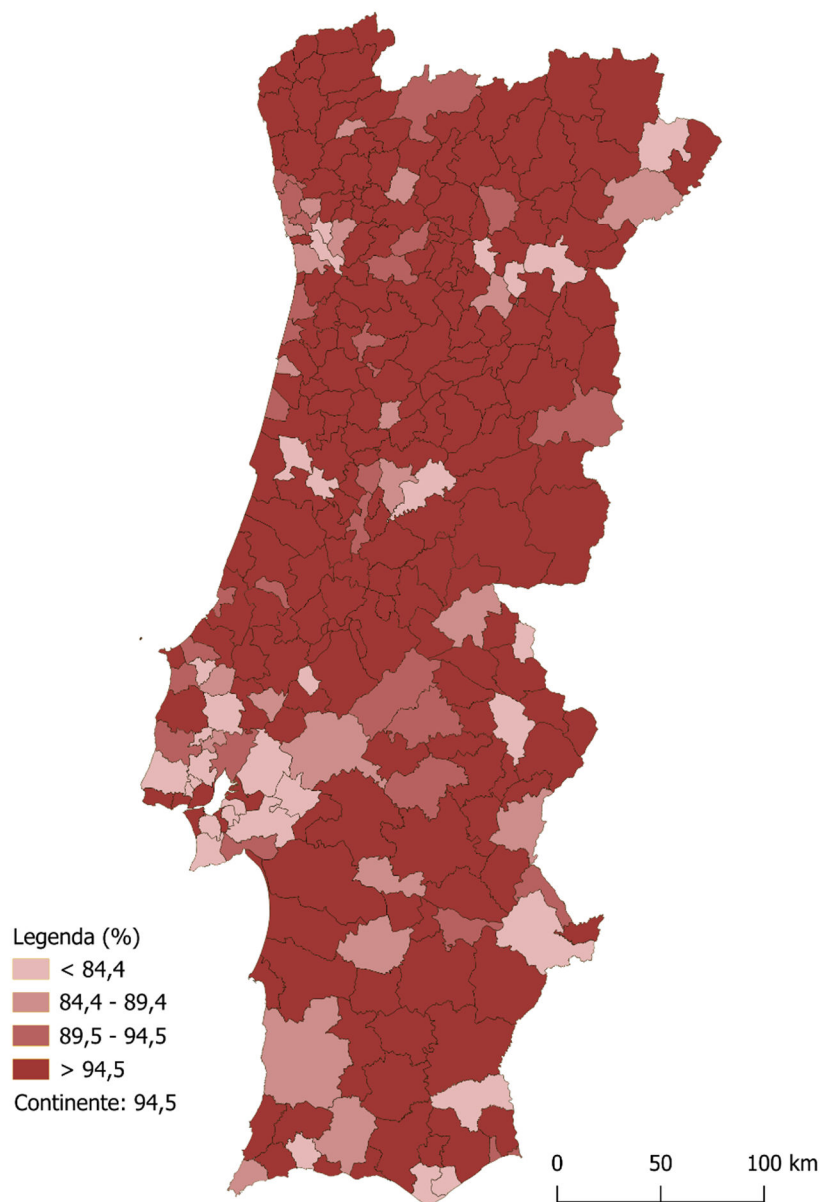 Legenda (%)
< 84,4
84,4 - 89,4
89,5 - 94,5
> 94,5
Continente: 94,5
0 50 100 km